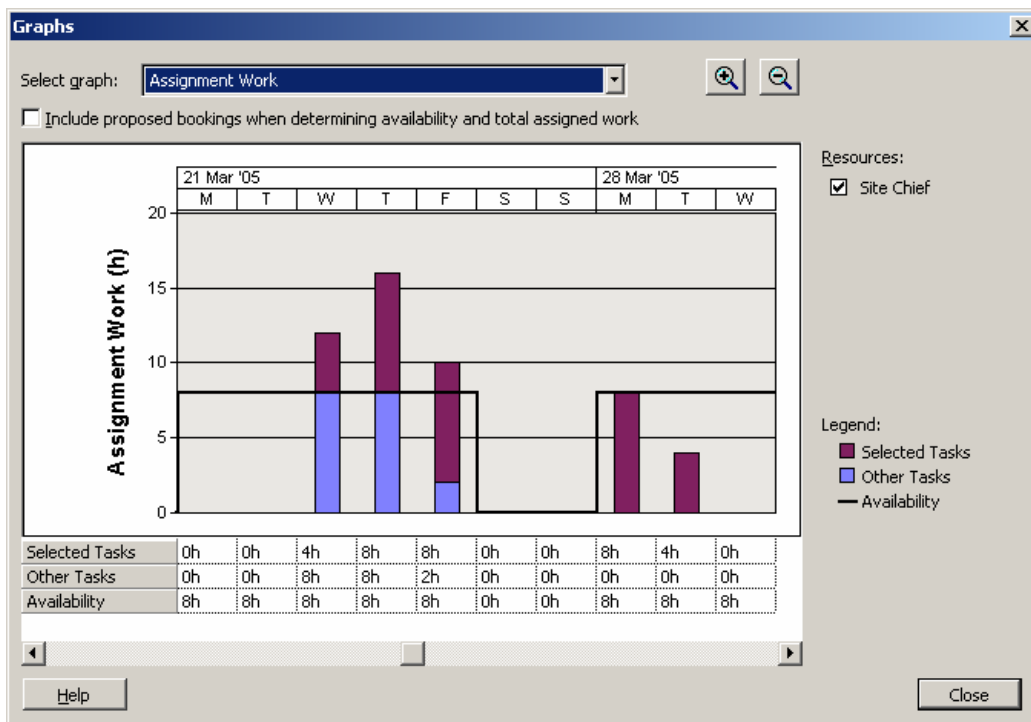 Graphs
Select graph: Assignment Work
Include proposed bookings when determining availability and total assigned work
Resources:
Site Chief
21 Mar '05 28 Mar '05
M T W T F S S M T W
Assignment Work (h)
20
15
10
5
0
Legend:
Selected Tasks
Other Tasks
Availability
Selected Tasks 0h 0h 4h 8h 8h 0h 0h 8h 4h 0h
Other Tasks 0h 0h 8h 8h 2h 0h 0h 0h 0h 0h
Availability 8h 8h 8h 8h 8h 0h 0h 8h 8h 8h
Help Close